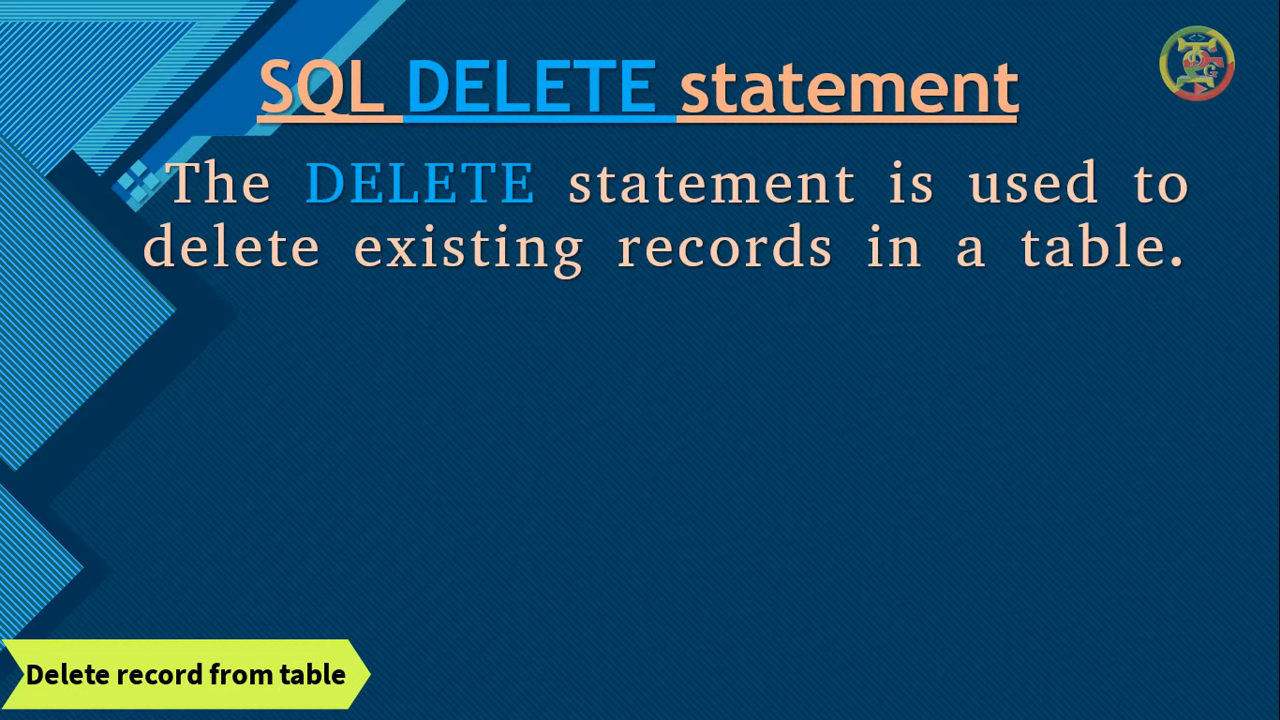 SQL DELETE statement
The DELETE statement is used to
delete existing records in a table.
Delete record from table